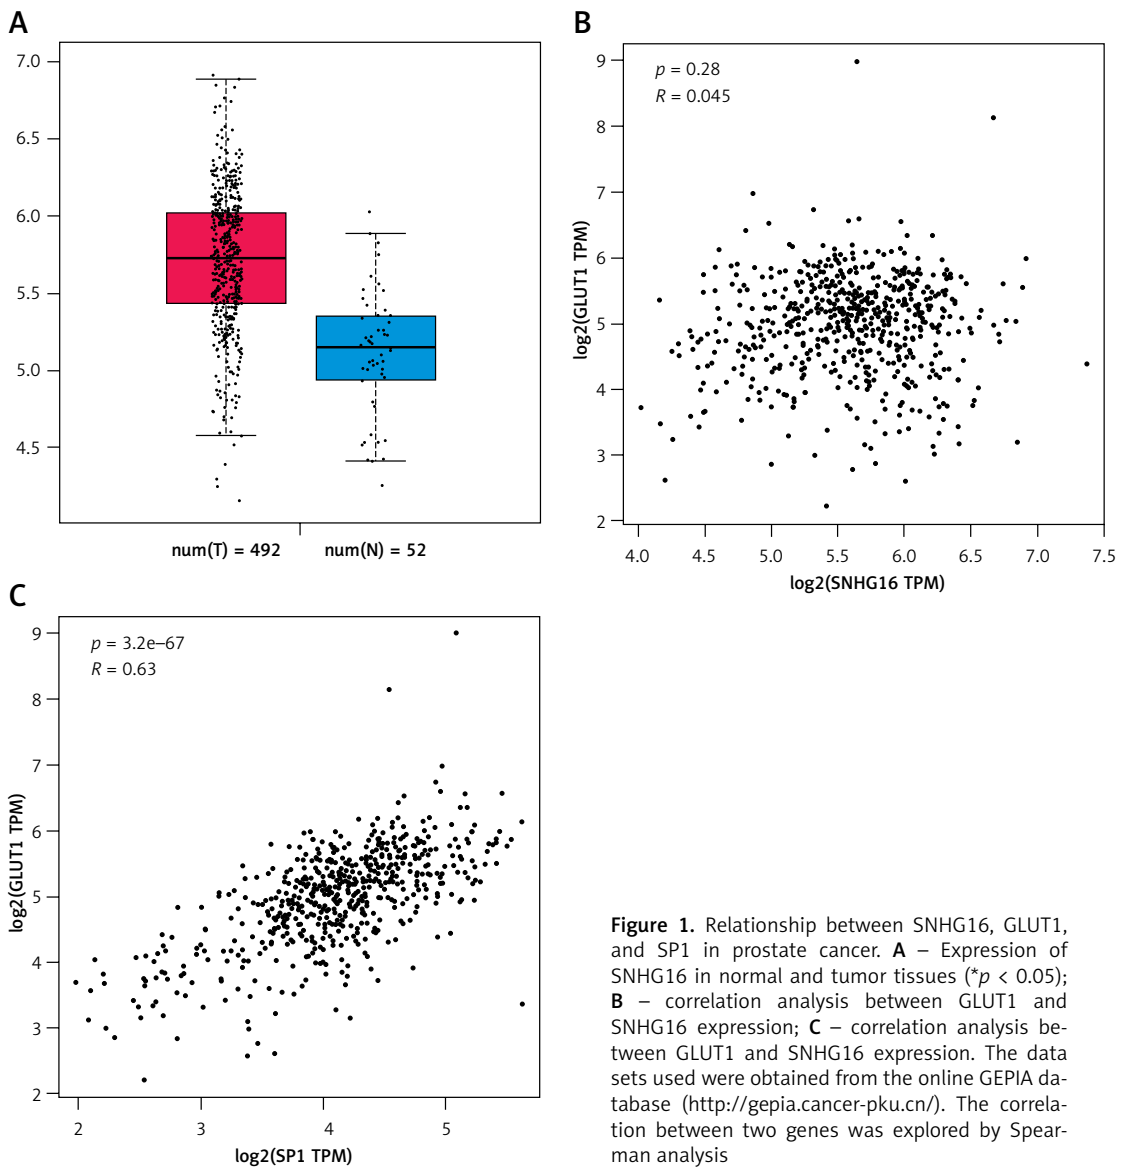 A
7.0
6.5
6.0
5.5
5.0
4.5
num(T) = 492
num(N) = 52
B
9
8
7
6
5
4
3
2
log2(GLUT1 TPM)
p = 0.28
R = 0.045
4.0 4.5 5.0 5.5 6.0 6.5 7.0 7.5
log2(SNHG16 TPM)
C
9
8
7
6
5
4
3
2
log2(GLUT1 TPM)
p = 3.2e–67
R = 0.63
2 3 4 5
log2(SP1 TPM)
Figure 1. Relationship between SNHG16, GLUT1,
and SP1 in prostate cancer. A – Expression of
SNHG16 in normal and tumor tissues (*p < 0.05);
B – correlation analysis between GLUT1 and
SNHG16 expression; C – correlation analysis be-
tween GLUT1 and SNHG16 expression. The data
sets used were obtained from the online GEPIA da-
tabase (http://gepia.cancer-pku.cn/). The correla-
tion between two genes was explored by Spear-
man analysis